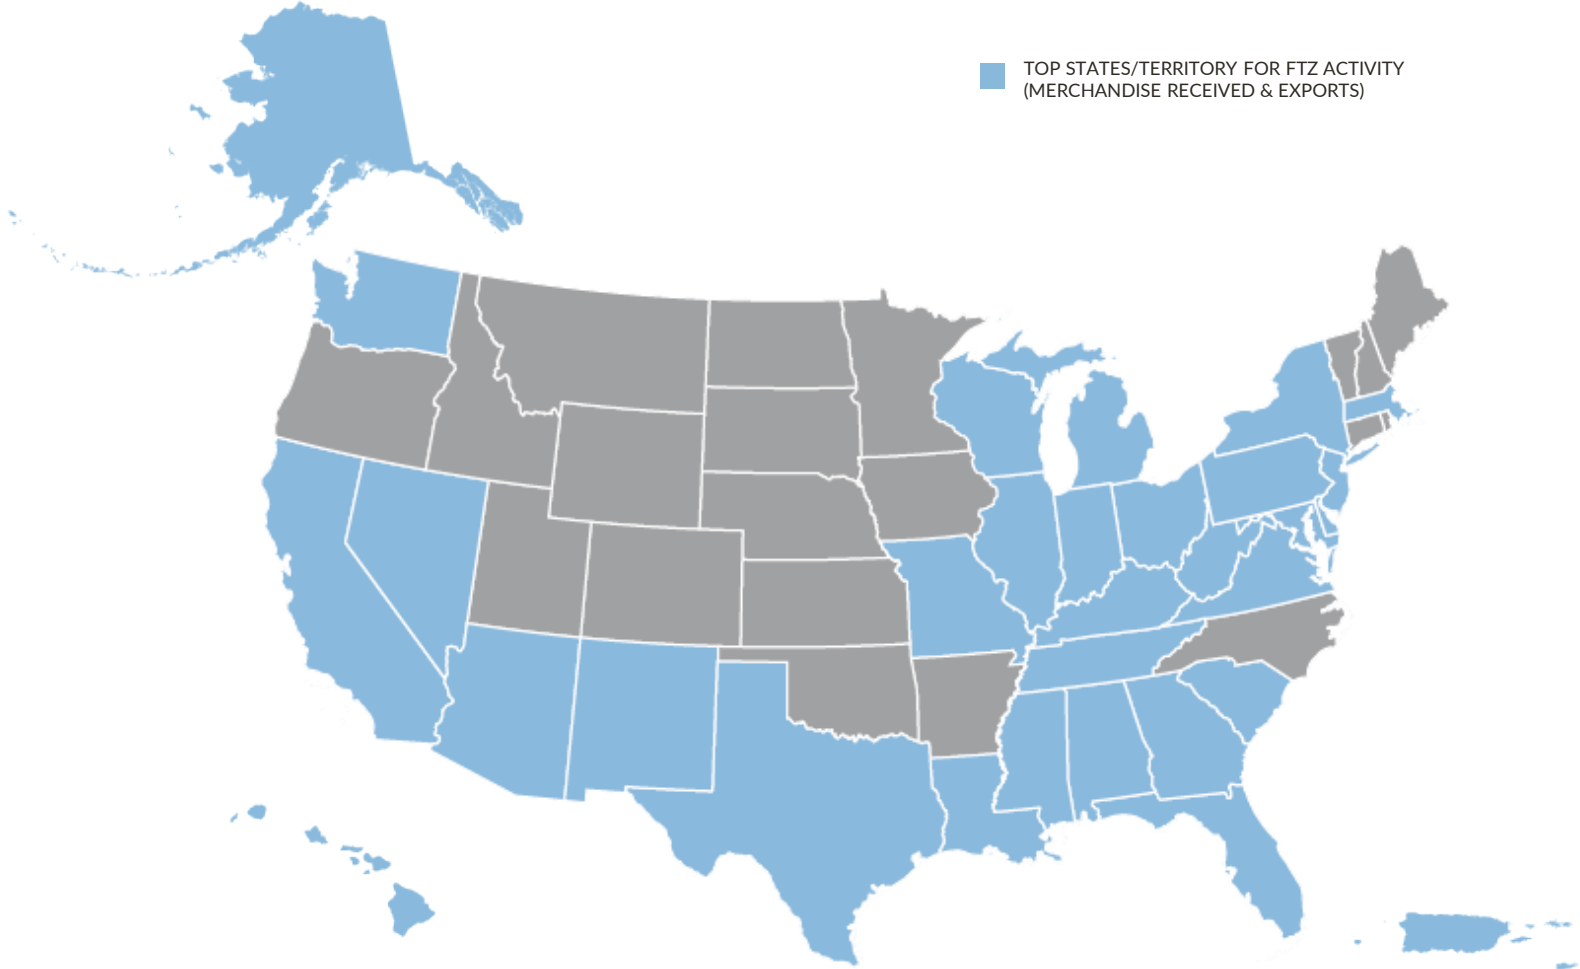 TOP STATES/TERRITORY FOR FTZ ACTIVITY
(MERCHANDISE RECEIVED & EXPORTS)